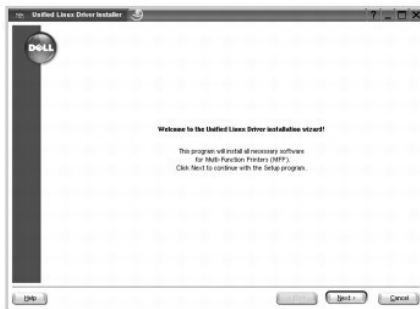 Unified Linux Driver Installer
DELL
Welcome to the Unified Linux Driver installation wizard!
This program will install all necessary software
for Multi-Function Printers (MFP).
Click Next to continue with the Setup program.
Help
Next >
Cancel